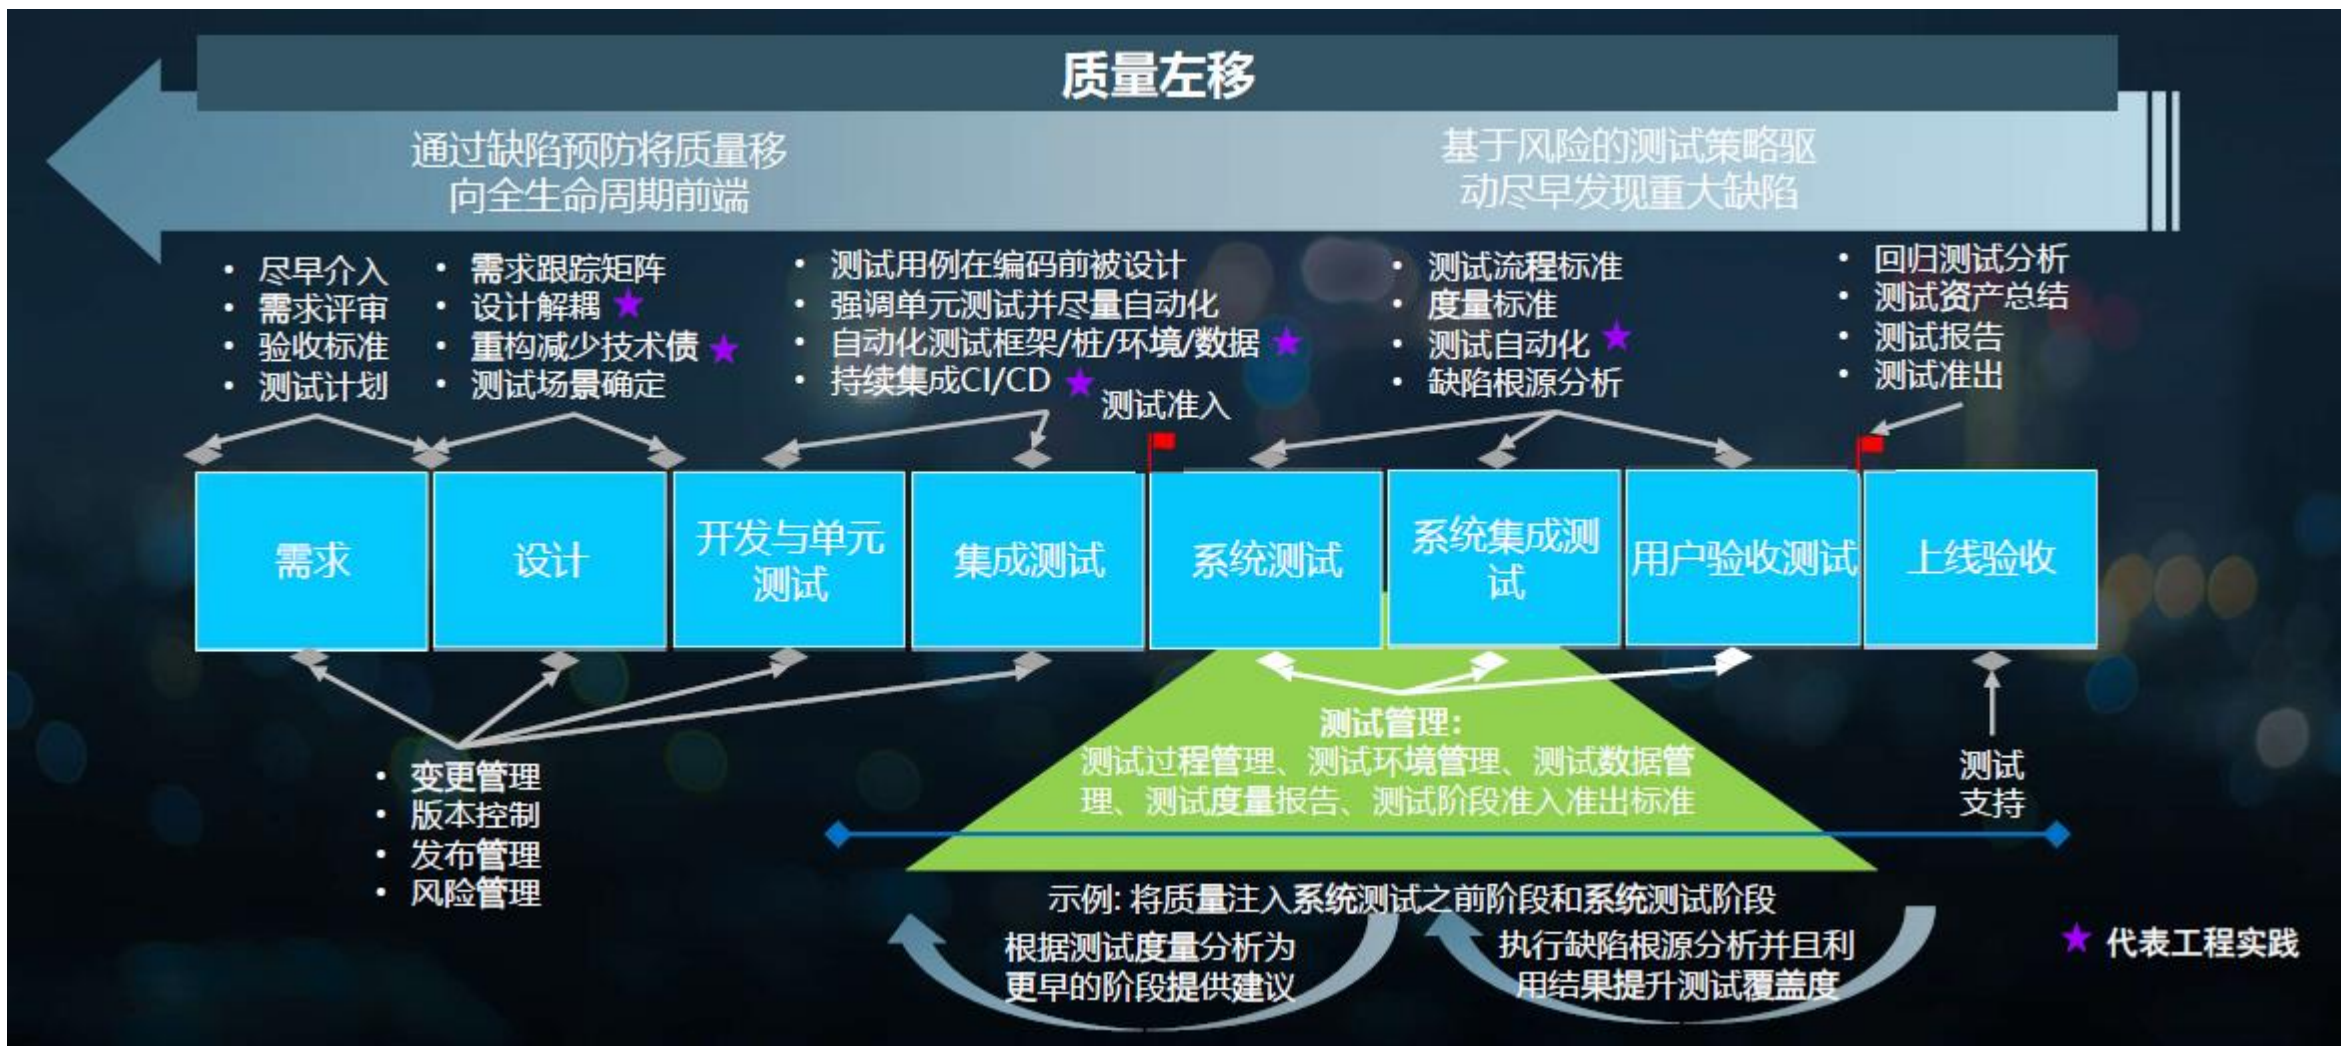 质量左移
通过缺陷预防将质量移
向全生命周期前端
基于风险的测试策略驱
动尽早发现重大缺陷
• 尽早介入
• 需求评审
• 验收标准
• 测试计划
• 需求跟踪矩阵
• 设计解耦
• 重构减少技术债
• 测试场景确定
• 测试用例在编码前被设计
• 强调单元测试并尽量自动化
• 自动化测试框架/桩/环境/数据
• 持续集成CI/CD
测试准入
• 测试流程标准
• 度量标准
• 测试自动化
• 缺陷根源分析
• 回归测试分析
• 测试资产总结
• 测试报告
• 测试准出
需求
设计
开发与单元
测试
集成测试
系统测试
系统集成测
试
用户验收测试
上线验收
• 变更管理
• 版本控制
• 发布管理
• 风险管理
测试管理:
测试过程管理、测试环境管理、测试数据管
理、测试度量报告、测试阶段准入准出标准
测试
支持
示例: 将质量注入系统测试之前阶段和系统测试阶段
根据测试度量分析为
更早的阶段提供建议
执行缺陷根源分析并且利
用结果提升测试覆盖度
代表工程实践